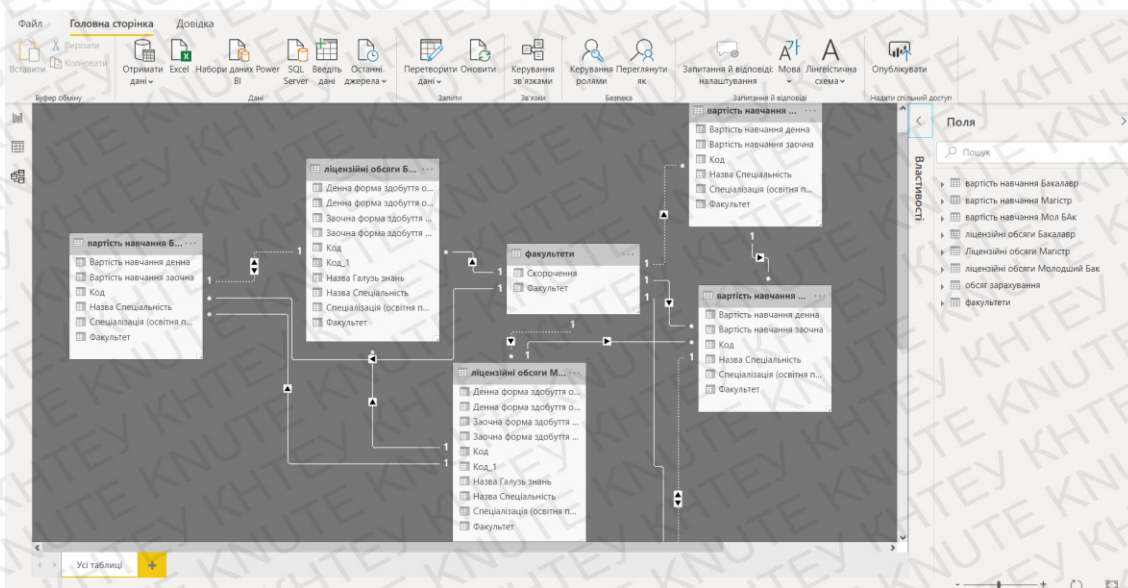 Файл
Головна сторінка
Довідка
Вставити
Вирізати
Копіювати
Отримати дані
Excel
Набори даних Power BI
SQL Server
Введіть дані
Останні джерела
Перетворити дані
Оновити
Керування зв'язками
Керування ролями
Переглянути як
Запитання й відповіді: налаштування
Мова
Лінгвістична схема
Опублікувати
Буфер обміну
Дані
Запити
Зв'язки
Безпека
Запитання й відповіді
Надати спільний доступ
вартість навчання ...
Вартість навчання денна
Вартість навчання заочна
Код
Назва Спеціальність
Спеціалізація (освітня п...
Факультет
ліцензійні обсяги Б...
Денна форма здобуття о...
Денна форма здобуття о...
Заочна форма здобуття ...
Заочна форма здобуття ...
Код
Код_1
Назва Галузь знань
Назва Спеціальність
Спеціалізація (освітня п...
Факультет
вартість навчання Б...
Вартість навчання денна
Вартість навчання заочна
Код
Назва Спеціальність
Спеціалізація (освітня п...
Факультет
факультети
Скорочення
Факультет
вартість навчання ...
Вартість навчання денна
Вартість навчання заочна
Код
Назва Спеціальність
Спеціалізація (освітня п...
Факультет
ліцензійні обсяги М...
Денна форма здобуття о...
Денна форма здобуття о...
Заочна форма здобуття ...
Заочна форма здобуття ...
Код
Код_1
Назва Галузь знань
Назва Спеціальність
Спеціалізація (освітня п...
Факультет
Властивості
Поля
Пошук
вартість навчання Бакалавр
вартість навчання Магістр
вартість навчання Мол БАк
ліцензійні обсяги Бакалавр
Ліцензійні обсяги Магістр
ліцензійні обсяги Молодший Бак
обсяг зарахування
факультети
Усі таблиці